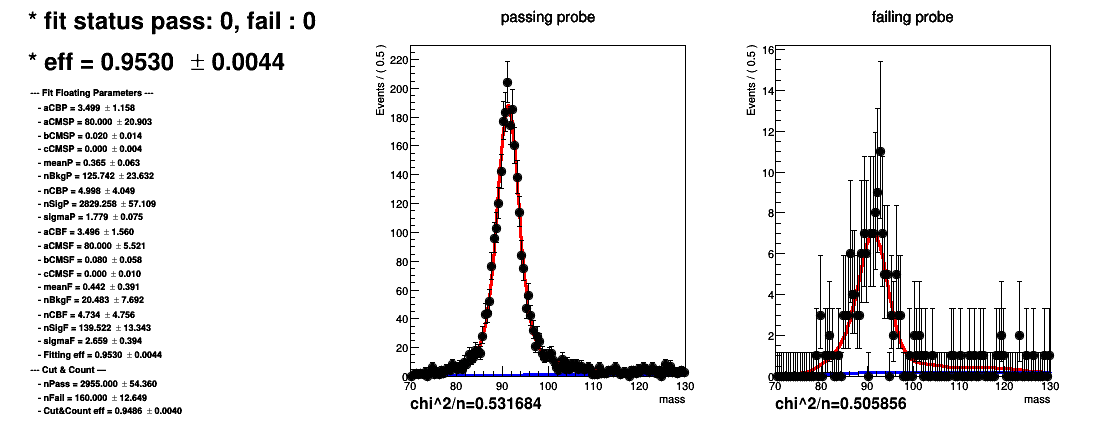 * fit status pass: 0, fail : 0
* eff = 0.9530 ± 0.0044
--- Fit Floating Parameters ---
- aCBP = 3.499 ± 1.158
- aCMSP = 80.000 ± 20.903
- bCMSP = 0.020 ± 0.014
- cCMSP = 0.000 ± 0.004
- meanP = 0.365 ± 0.063
- nBkgP = 125.742 ± 23.632
- nCBP = 4.998 ± 4.049
- nSigP = 2829.258 ± 57.109
- sigmaP = 1.779 ± 0.075
- aCBF = 3.496 ± 1.560
- aCMSF = 80.000 ± 5.521
- bCMSF = 0.080 ± 0.058
- cCMSF = 0.000 ± 0.010
- meanF = 0.442 ± 0.391
- nBkgF = 20.483 ± 7.692
- nCBF = 4.734 ± 4.756
- nSigF = 139.522 ± 13.343
- sigmaF = 2.659 ± 0.394
- Fitting eff = 0.9530 ± 0.0044
--- Cut & Count ---
- nPass = 2955.000 ± 54.360
- nFail = 160.000 ± 12.649
- Cut&Count eff = 0.9486 ± 0.0040
passing probe
Events / ( 0.5 )
220
200
180
160
140
120
100
80
60
40
20
0
70 80 90 100 110 120 130
mass
chi^2/n=0.531684
failing probe
Events / ( 0.5 )
16
14
12
10
8
6
4
2
0
70 80 90 100 110 120 130
mass
chi^2/n=0.505856